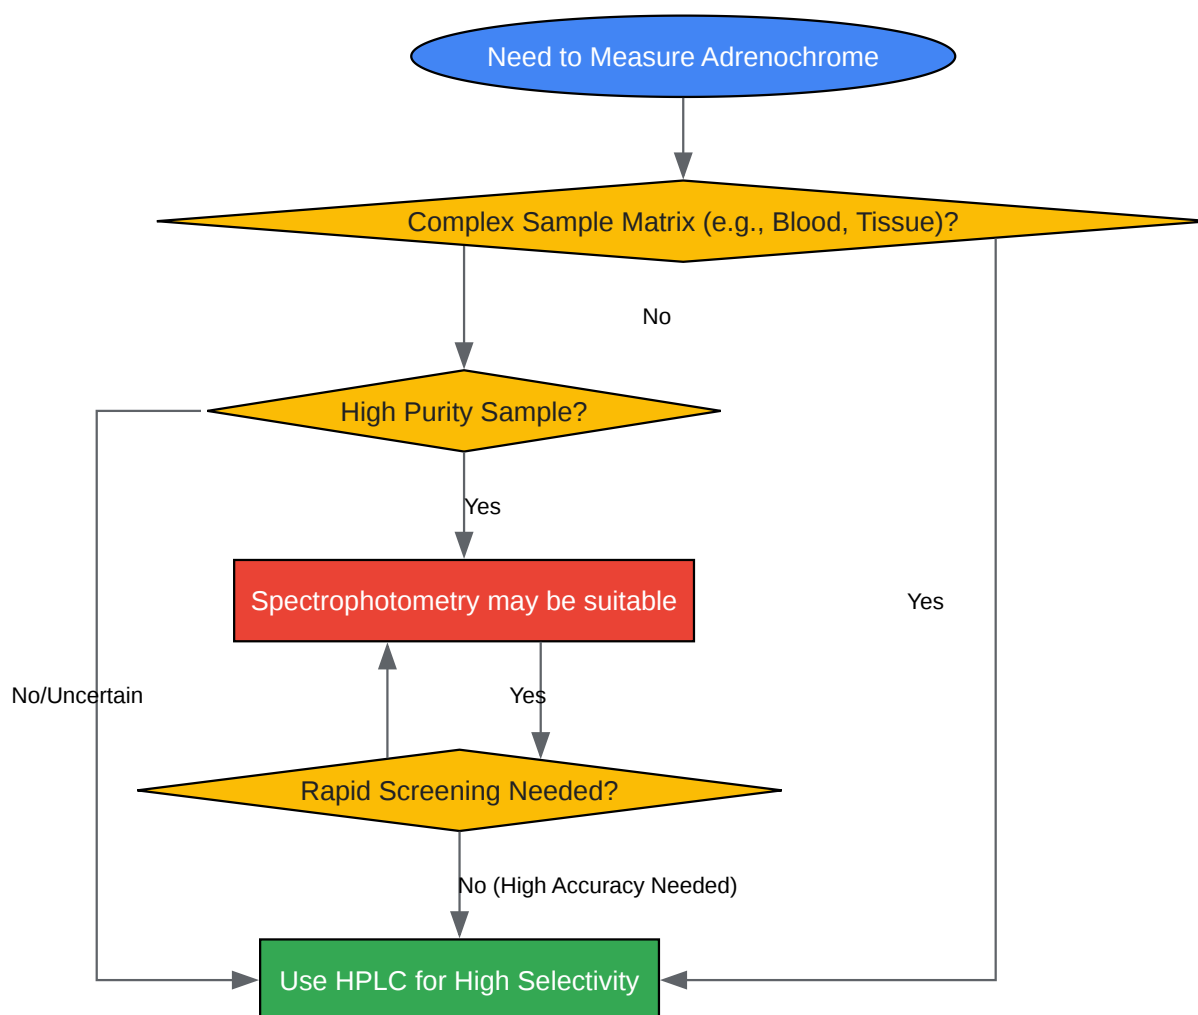 Need to Measure Adrenochrome
Complex Sample Matrix (e.g., Blood, Tissue)?
No
High Purity Sample?
Yes
Spectrophotometry may be suitable
Yes
No/Uncertain
Yes
Rapid Screening Needed?
No (High Accuracy Needed)
Use HPLC for High Selectivity